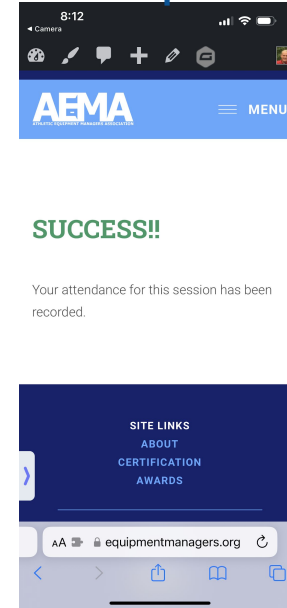 8:12
◄ Camera
AEMA
ATHLETIC EQUIPMENT MANAGERS ASSOCIATION
MENU
SUCCESS!!
Your attendance for this session has been
recorded.
SITE LINKS
ABOUT
CERTIFICATION
AWARDS
AA equipmentmanagers.org